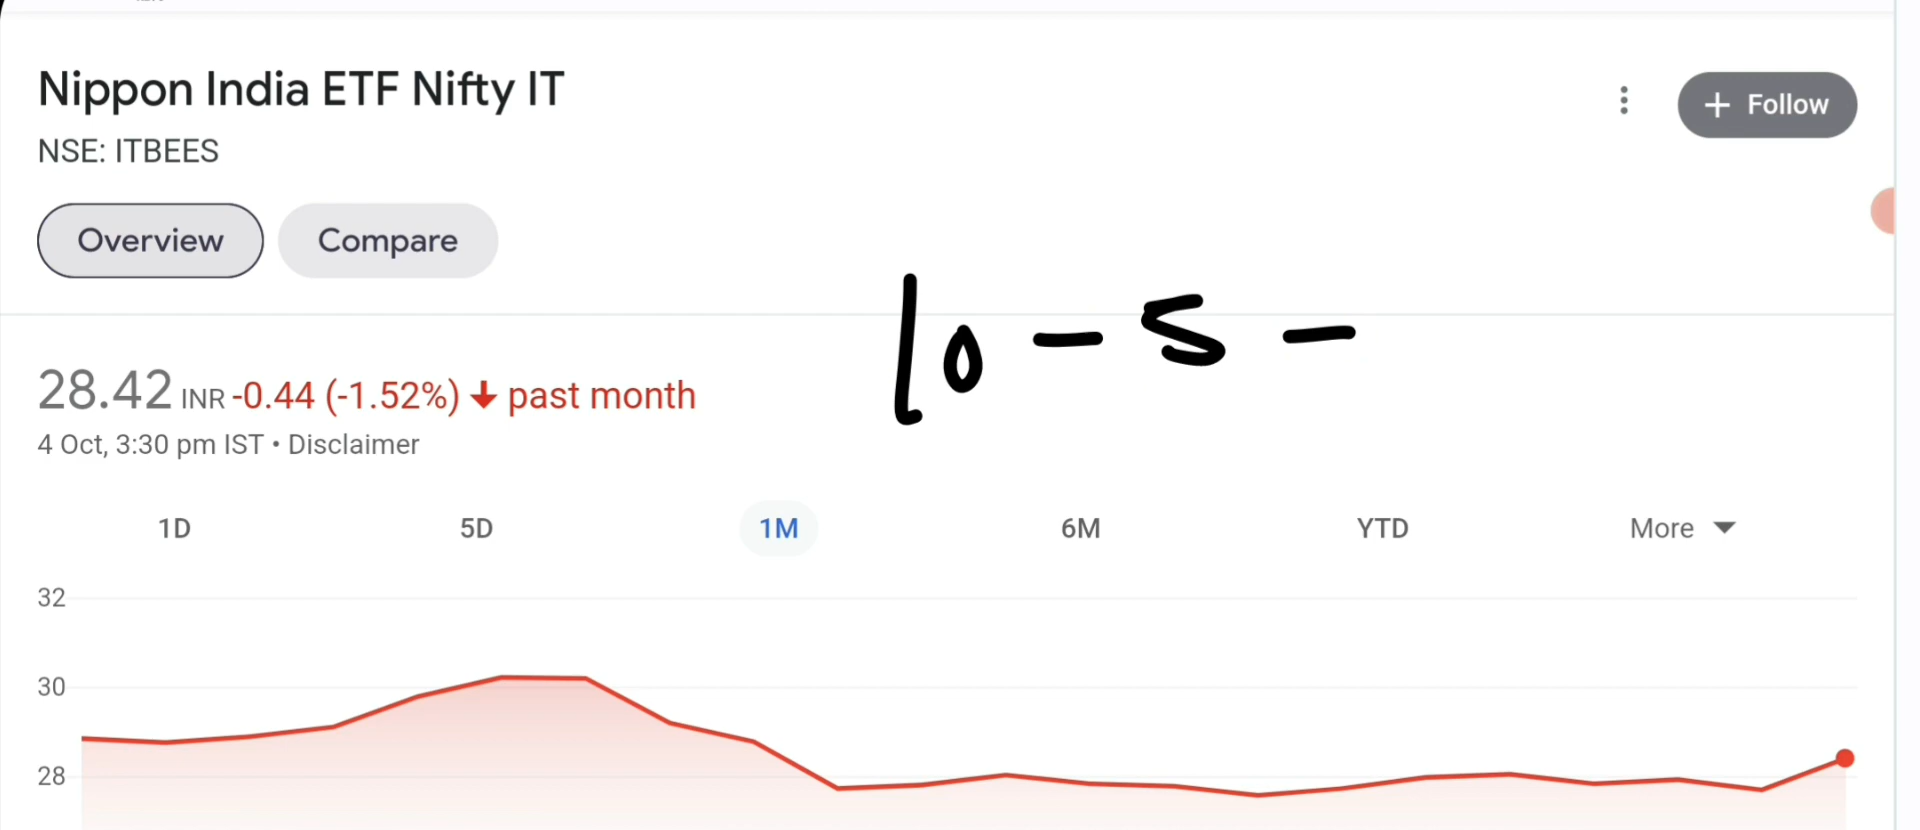 Nippon India ETF Nifty IT
+ Follow
NSE: ITBEES
Overview Compare
10 - 5 -
28.42 INR -0.44 (-1.52%) ↓ past month
4 Oct, 3:30 pm IST • Disclaimer
1D 5D 1M 6M YTD More
32
30
28